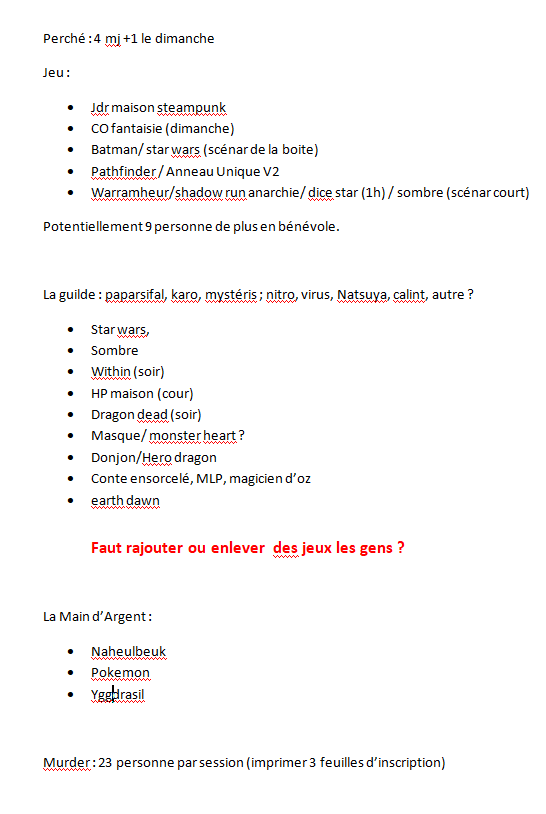 Perché : 4 mj +1 le dimanche
Jeu :
• Jdr maison steampunk
• CO fantaisie (dimanche)
• Batman/ star wars (scénar de la boite)
• Pathfinder / Anneau Unique V2
• Warramheur/shadow run anarchie/ dice star (1h) / sombre (scénar court)
Potentiellement 9 personne de plus en bénévole.
La guilde : paparsifal, karo, mystéris ; nitro, virus, Natsuya, calint, autre ?
• Star wars,
• Sombre
• Within (soir)
• HP maison (cour)
• Dragon dead (soir)
• Masque/ monster heart ?
• Donjon/Hero dragon
• Conte ensorcelé, MLP, magicien d’oz
• earth dawn
Faut rajouter ou enlever  des jeux les gens ?
La Main d’Argent :
• Naheulbeuk
• Pokemon
• Yggdrasil
Murder : 23 personne par session (imprimer 3 feuilles d’inscription)